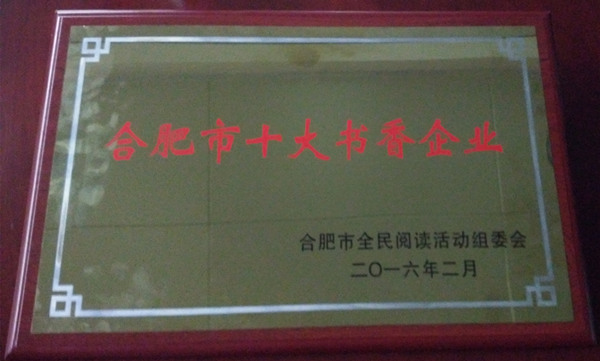 合肥市十大书香企业
合肥市全民阅读活动组委会
二〇一六年二月